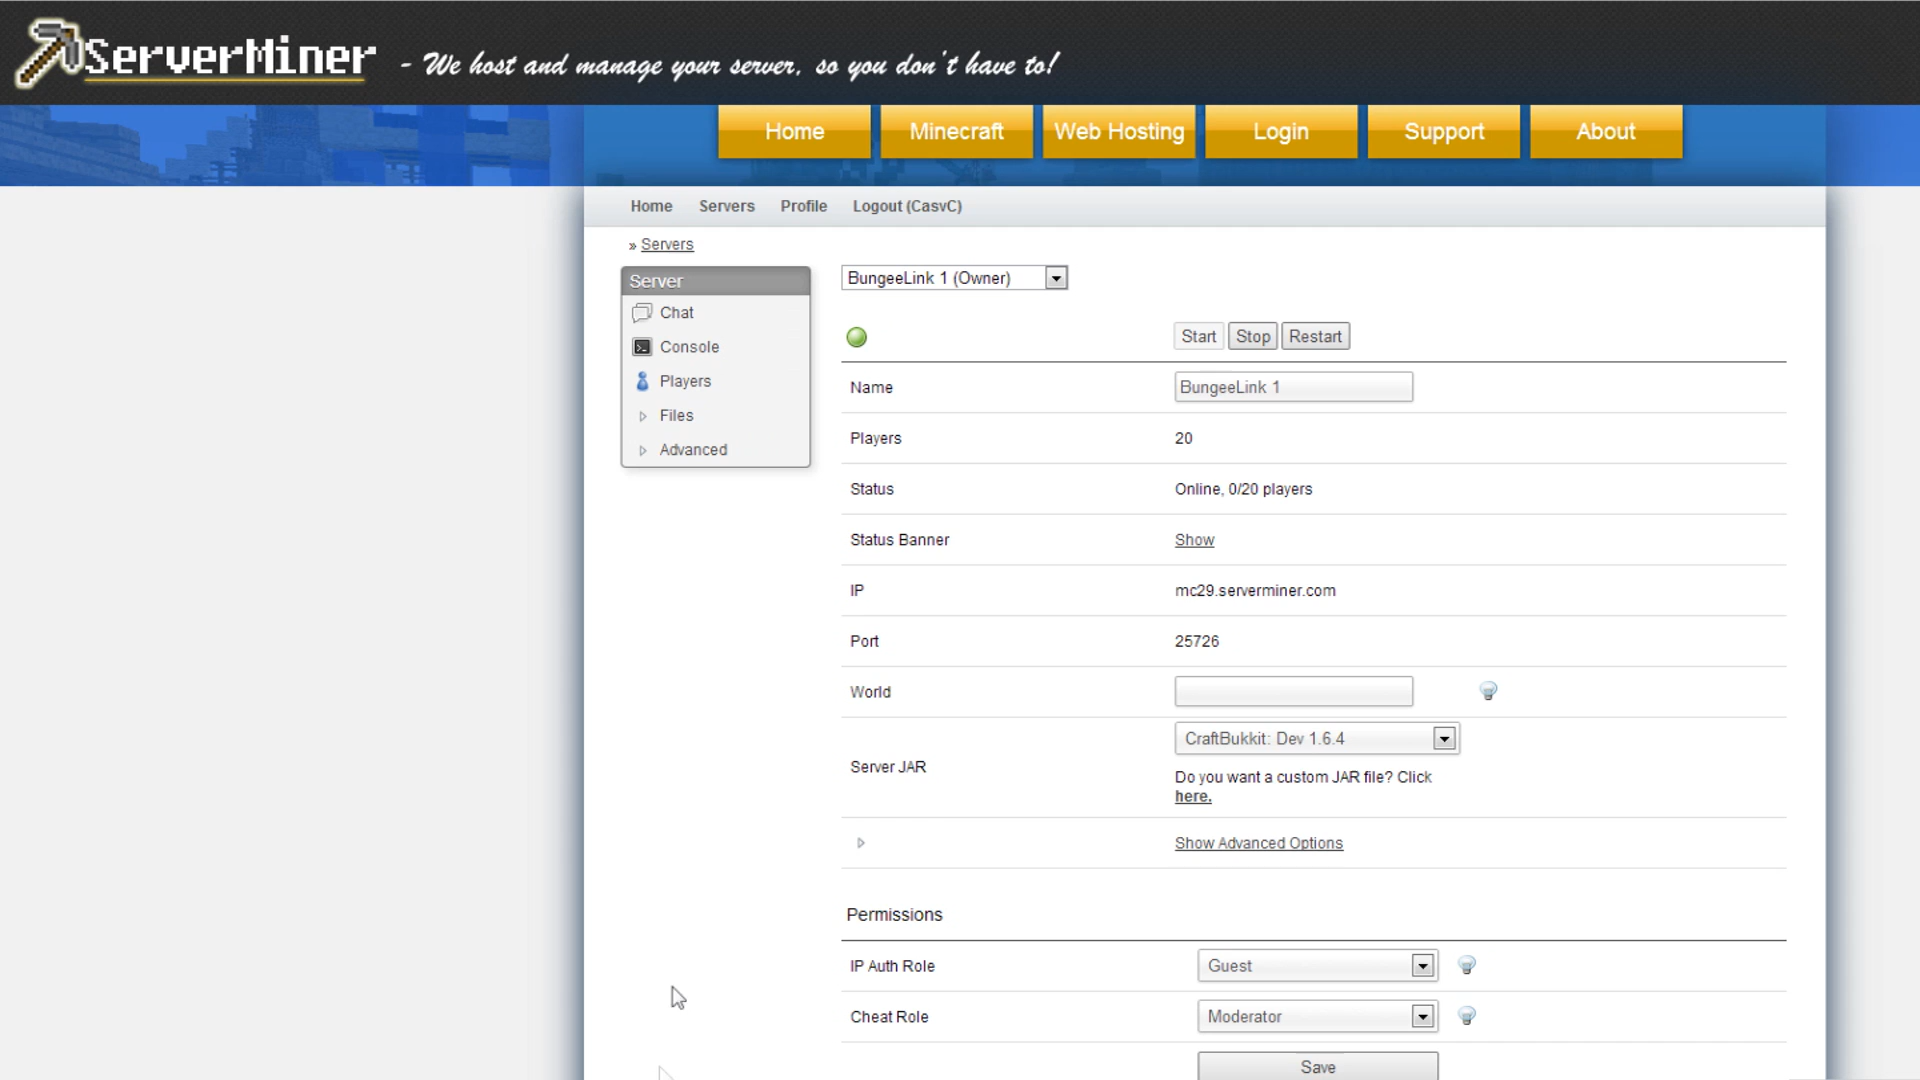 ServerMiner - We host and manage your server, so you don't have to!
Home Minecraft Web Hosting Login Support About
Home Servers Profile Logout (CasvC)
» Servers
Server
Chat
Console
Players
Files
Advanced
BungeeLink 1 (Owner)
Start Stop Restart
Name BungeeLink 1
Players 20
Status Online, 0/20 players
Status Banner Show
IP mc29.serverminer.com
Port 25726
World
Server JAR CraftBukkit: Dev 1.6.4
Do you want a custom JAR file? Click
here.
Show Advanced Options
Permissions
IP Auth Role Guest
Cheat Role Moderator
Save